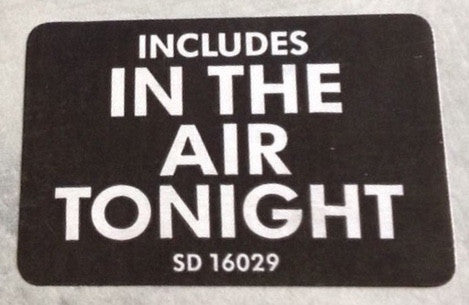 INCLUDES
IN THE
AIR
TONIGHT
SD 16029